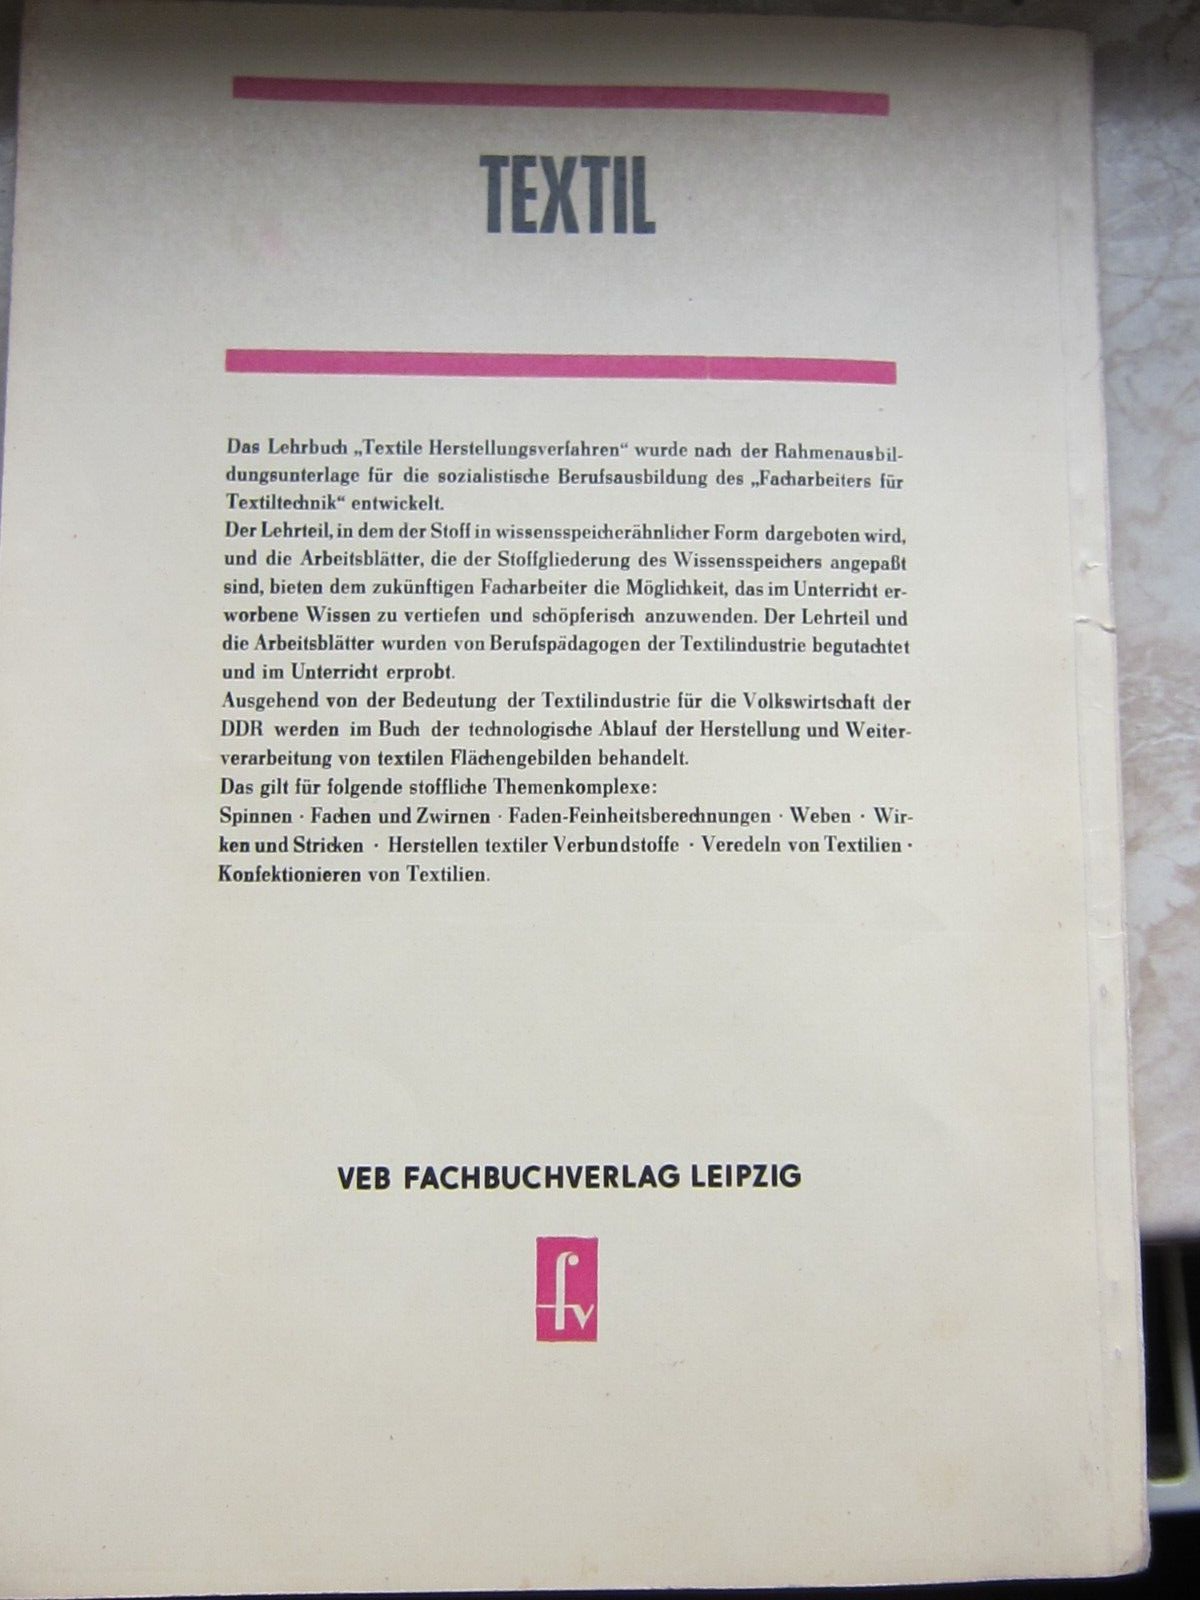 TEXTIL
Das Lehrbuch „Textile Herstellungsverfahren“ wurde nach der Rahmenausbil-
dungsunterlage für die sozialistische Berufsausbildung des „Facharbeiters für
Textiltechnik“ entwickelt.
Der Lehrteil, in dem der Stoff in wissensspeicherähnlicher Form dargeboten wird,
und die Arbeitsblätter, die der Stoffgliederung des Wissensspeichers angepaßt
sind, bieten dem zukünftigen Facharbeiter die Möglichkeit, das im Unterricht er-
worbene Wissen zu vertiefen und schöpferisch anzuwenden. Der Lehrteil und
die Arbeitsblätter wurden von Berufspädagogen der Textilindustrie begutachtet
und im Unterricht erprobt.
Ausgehend von der Bedeutung der Textilindustrie für die Volkswirtschaft der
DDR werden im Buch der technologische Ablauf der Herstellung und Weiter-
verarbeitung von textilen Flächengebilden behandelt.
Das gilt für folgende stoffliche Themenkomplexe:
Spinnen · Fachen und Zwirnen · Faden-Feinheitsberechnungen · Weben · Wir-
ken und Stricken · Herstellen textiler Verbundstoffe · Veredeln von Textilien ·
Konfektionieren von Textilien.
VEB FACHBUCHVERLAG LEIPZIG
fv